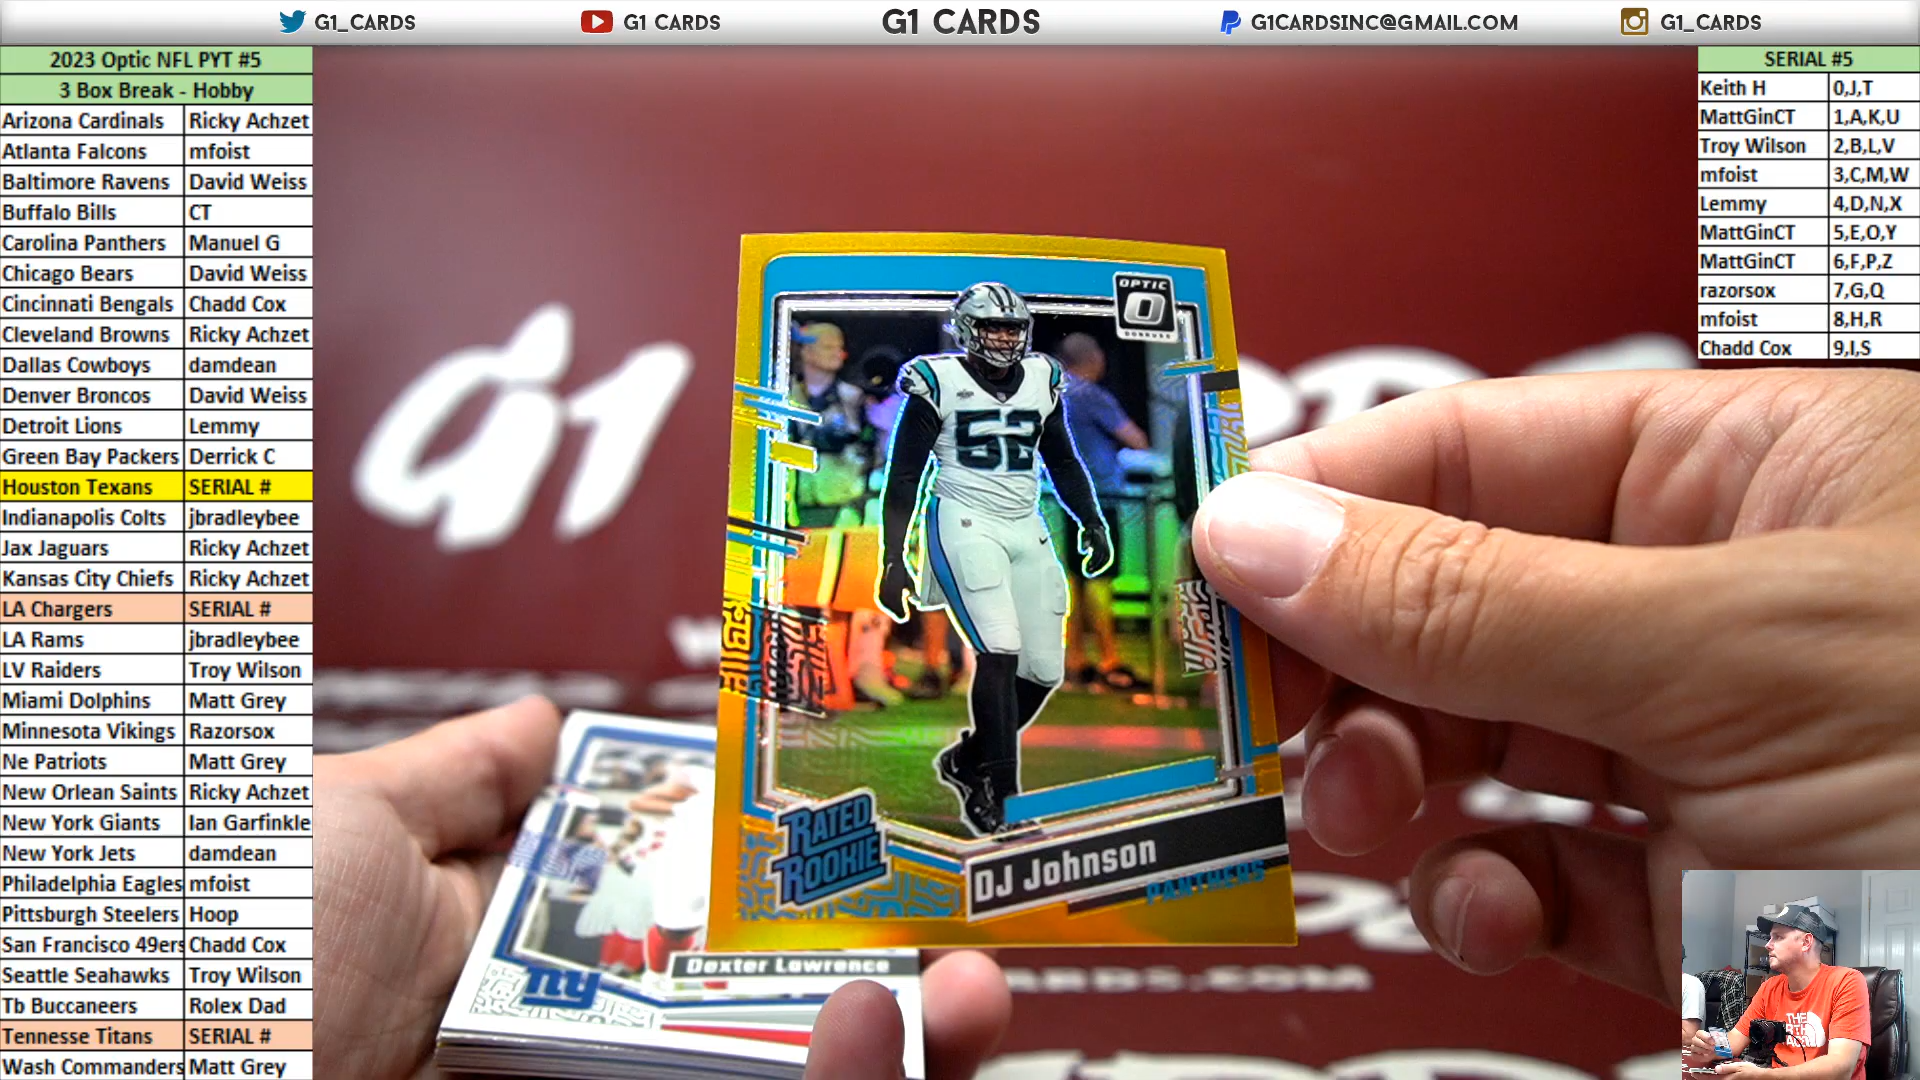 G1_CARDS
G1 CARDS
G1 CARDS
G1CARDSINC@GMAIL.COM
G1_CARDS
2023 Optic NFL PYT #5
3 Box Break - Hobby
Arizona Cardinals Ricky Achzet
Atlanta Falcons mfoist
Baltimore Ravens David Weiss
Buffalo Bills CT
Carolina Panthers Manuel G
Chicago Bears David Weiss
Cincinnati Bengals Chadd Cox
Cleveland Browns Ricky Achzet
Dallas Cowboys damdean
Denver Broncos David Weiss
Detroit Lions Lemmy
Green Bay Packers Derrick C
Houston Texans SERIAL #
Indianapolis Colts jbradleybee
Jax Jaguars Ricky Achzet
Kansas City Chiefs Ricky Achzet
LA Chargers SERIAL #
LA Rams jbradleybee
LV Raiders Troy Wilson
Miami Dolphins Matt Grey
Minnesota Vikings Razorsox
Ne Patriots Matt Grey
New Orlean Saints Ricky Achzet
New York Giants Ian Garfinkle
New York Jets damdean
Philadelphia Eagles mfoist
Pittsburgh Steelers Hoop
San Francisco 49ers Chadd Cox
Seattle Seahawks Troy Wilson
Tb Buccaneers Rolex Dad
Tennesse Titans SERIAL #
Wash Commanders Matt Grey
SERIAL #5
Keith H 0,J,T
MattGinCT 1,A,K,U
Troy Wilson 2,B,L,V
mfoist 3,C,M,W
Lemmy 4,D,N,X
MattGinCT 5,E,O,Y
MattGinCT 6,F,P,Z
razorsox 7,G,Q
mfoist 8,H,R
Chadd Cox 9,I,S
G1
OPTIC
O
DONRUSS
52
RATED
ROOKIE
DJ Johnson
PANTHERS
Dexter Lawrence
ny
THE